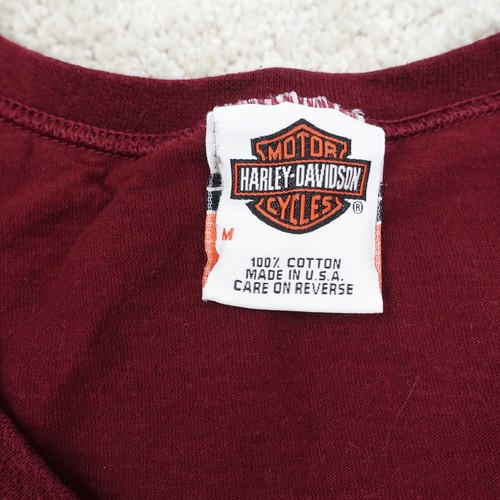 MOTOR
HARLEY-DAVIDSON
CYCLES
®
M
100% COTTON
MADE IN U.S.A.
CARE ON REVERSE